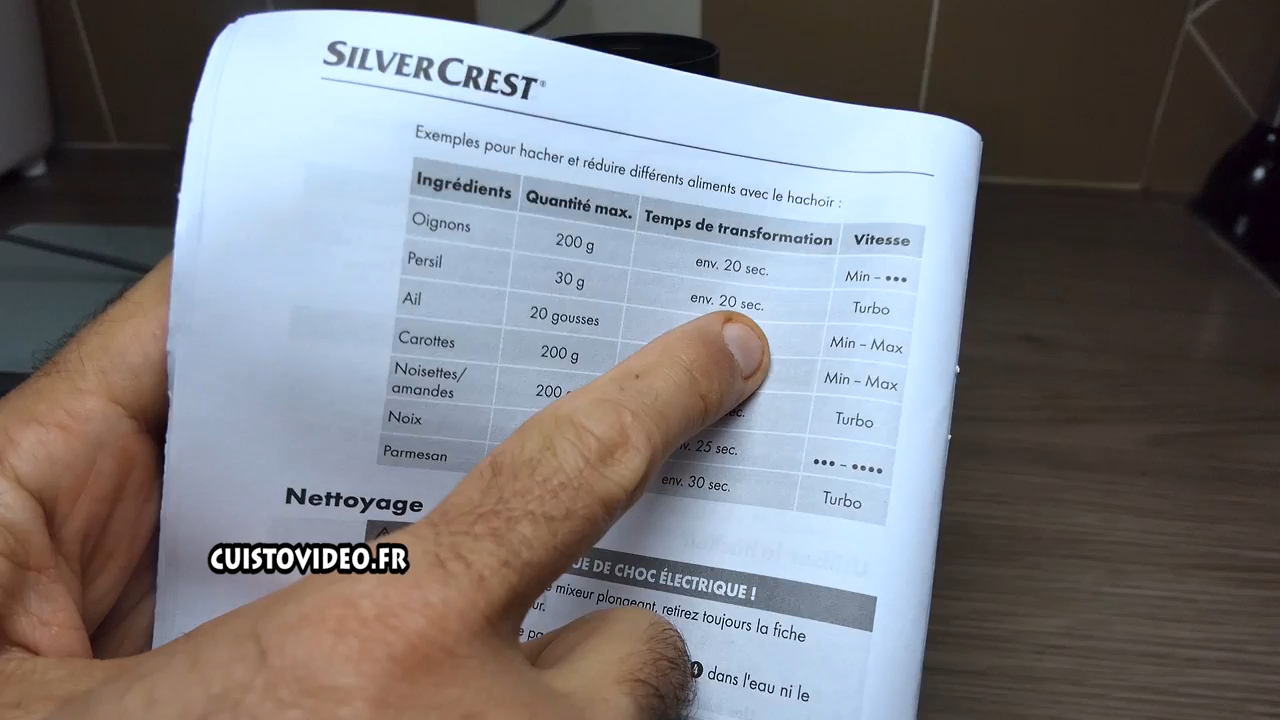 SILVERCREST®
Exemples pour hacher et réduire différents aliments avec le hachoir :
Ingrédients Quantité max. Temps de transformation Vitesse
Oignons 200 g env. 20 sec. Min – •••
Persil 30 g env. 20 sec. Turbo
Ail 20 gousses Min – Max
Carottes 200 g Min – Max
Noisettes/
amandes 200 sec. Turbo
Noix env. 25 sec. ••• – ••••
Parmesan env. 30 sec. Turbo
Nettoyage
DE CHOC ÉLECTRIQUE !
mixeur plongeant, retirez toujours la fiche
4 dans l'eau ni le
CUISTOVIDEO.FR